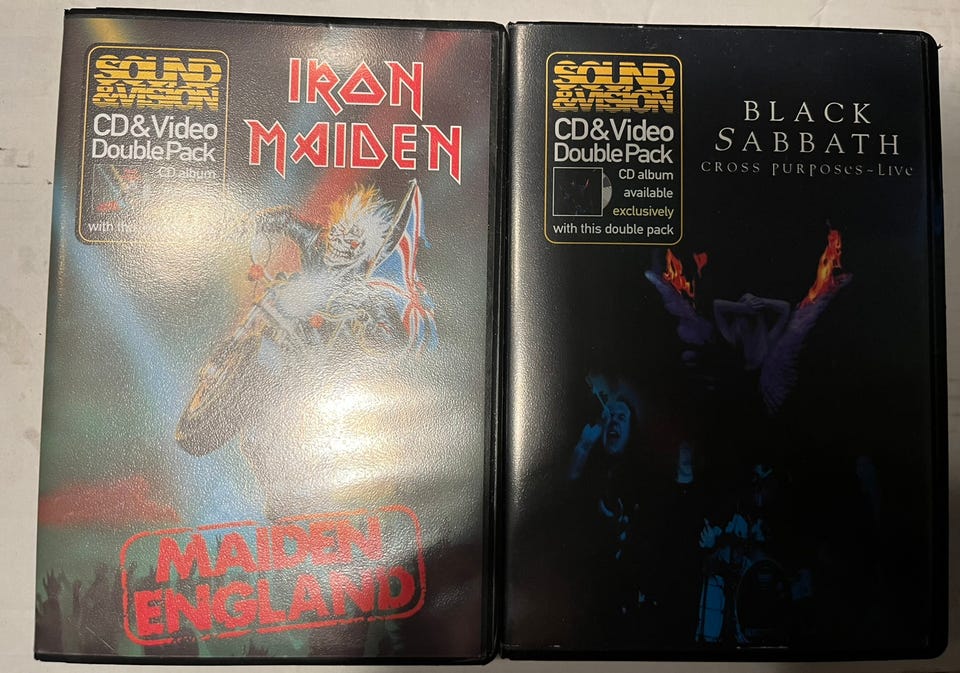 SOUND
&VISION
CD & Video
Double Pack
CD album
with this
IRON
MAIDEN
MAIDEN
ENGLAND
SOUND
&VISION
CD & Video
Double Pack
CD album
available
exclusively
with this double pack
BLACK
SABBATH
CROSS PURPOSES~LIVE